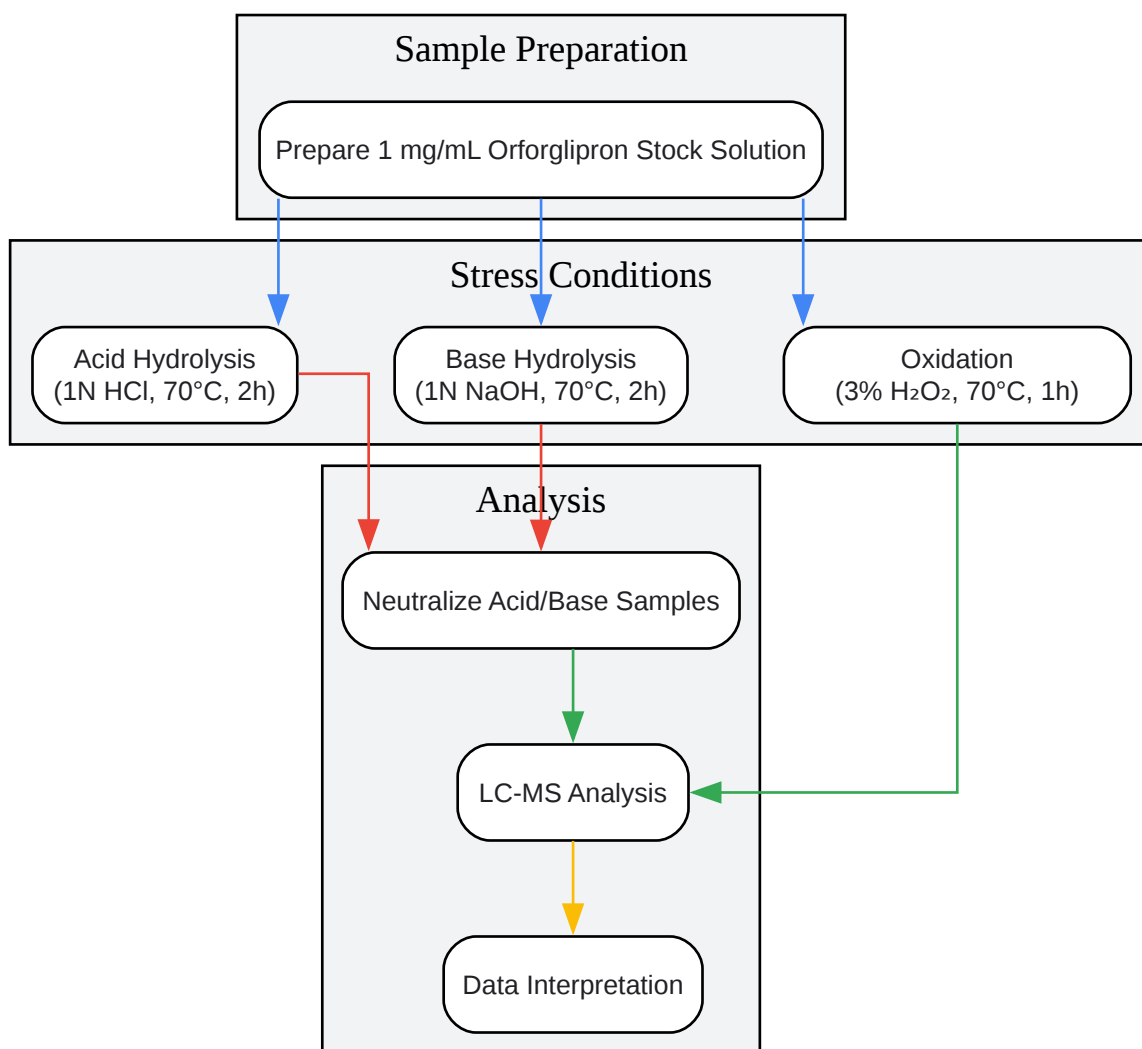 Sample Preparation
Prepare 1 mg/mL Orforglipron Stock Solution
Stress Conditions
Acid Hydrolysis
(1N HCl, 70°C, 2h)
Base Hydrolysis
(1N NaOH, 70°C, 2h)
Oxidation
(3% H₂O₂, 70°C, 1h)
Analysis
Neutralize Acid/Base Samples
LC-MS Analysis
Data Interpretation